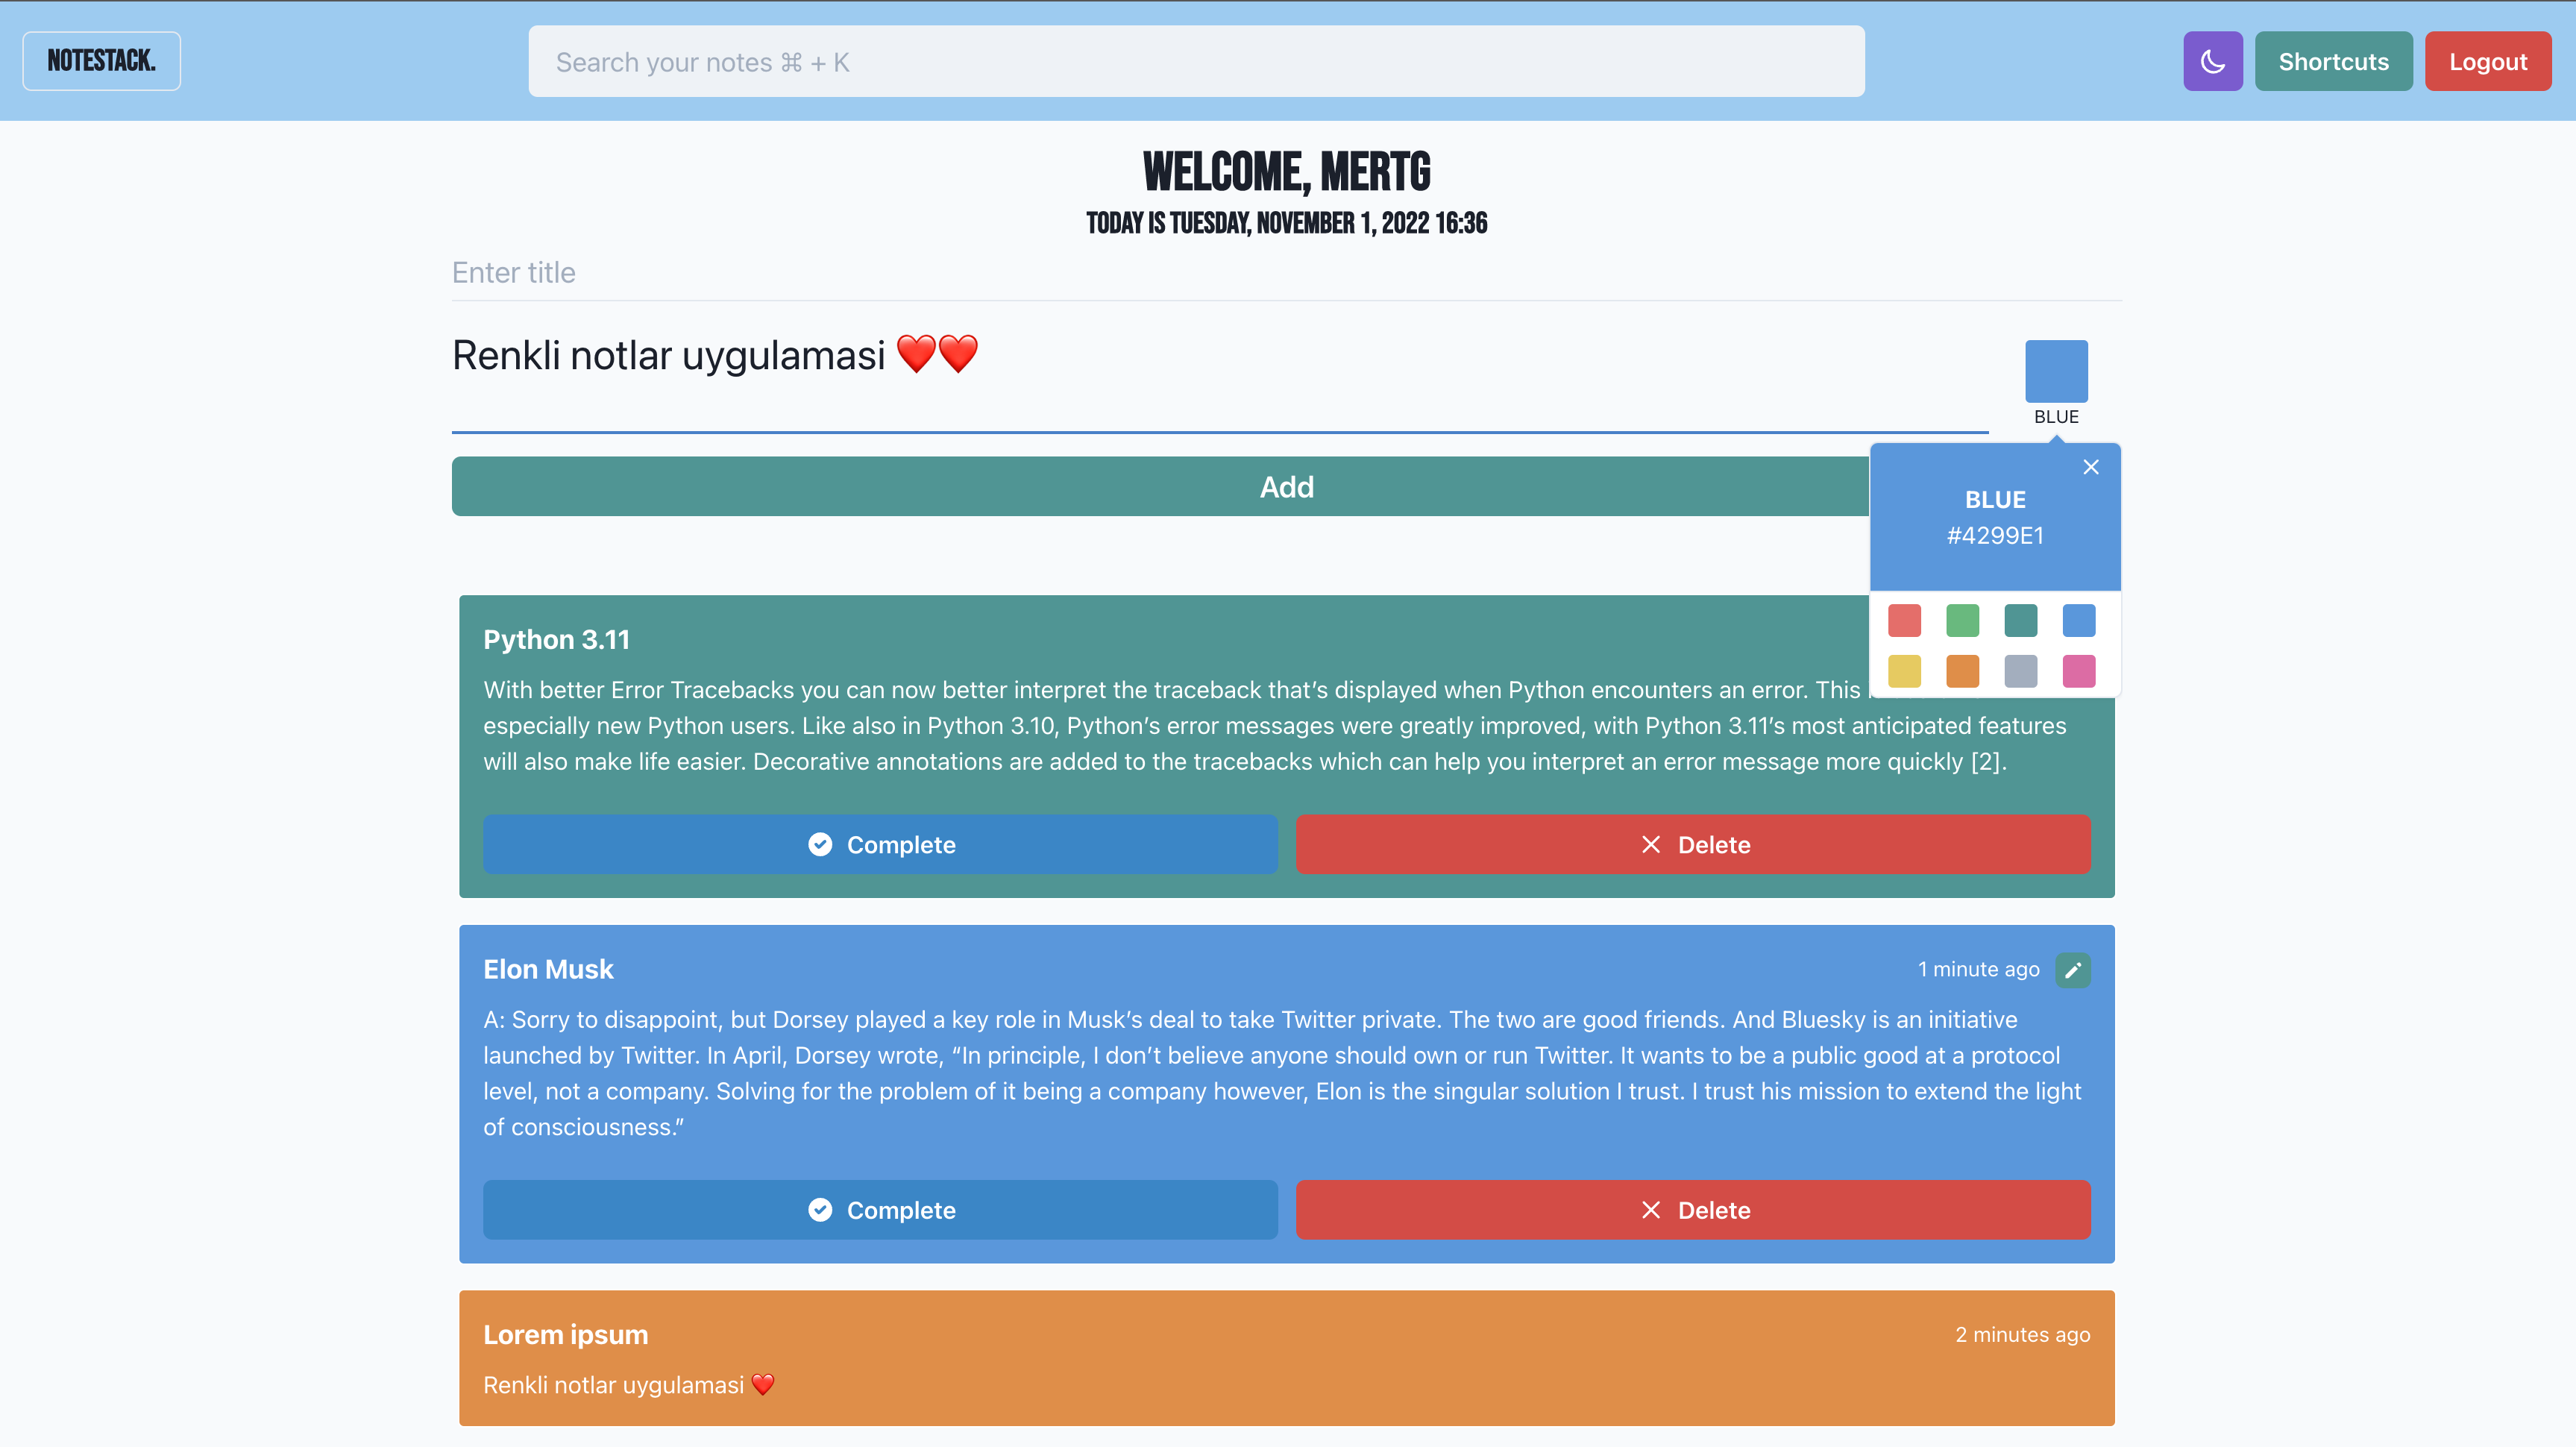 NOTESTACK.
Search your notes ⌘ + K
Shortcuts
Logout
WELCOME, MERTG
TODAY IS TUESDAY, NOVEMBER 1, 2022 16:36
Enter title
Renkli notlar uygulamasi ❤️❤️
BLUE
Add
BLUE
#4299E1
Python 3.11
With better Error Tracebacks you can now better interpret the traceback that’s displayed when Python encounters an error. This
especially new Python users. Like also in Python 3.10, Python’s error messages were greatly improved, with Python 3.11’s most anticipated features
will also make life easier. Decorative annotations are added to the tracebacks which can help you interpret an error message more quickly [2].
Complete
Delete
Elon Musk
1 minute ago
A: Sorry to disappoint, but Dorsey played a key role in Musk’s deal to take Twitter private. The two are good friends. And Bluesky is an initiative
launched by Twitter. In April, Dorsey wrote, “In principle, I don’t believe anyone should own or run Twitter. It wants to be a public good at a protocol
level, not a company. Solving for the problem of it being a company however, Elon is the singular solution I trust. I trust his mission to extend the light
of consciousness.”
Complete
Delete
Lorem ipsum
2 minutes ago
Renkli notlar uygulamasi ❤️